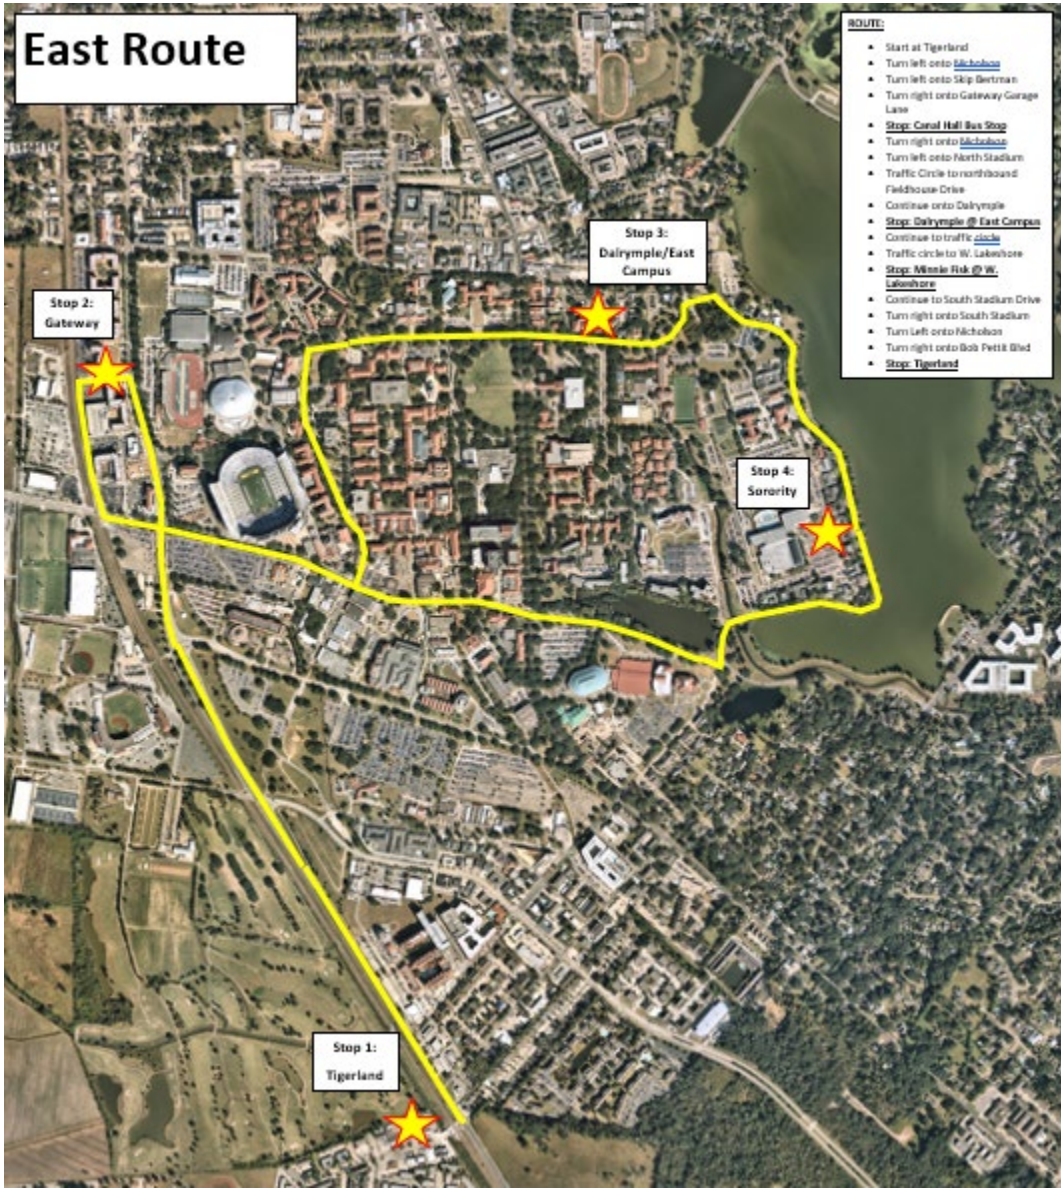 East Route
ROUTE:
Start at Tigerland
Turn left onto Nicholson
Turn left onto Skip Bertman
Turn right onto Gateway Garage
Lane
Stop: Canal Hall Bus Stop
Turn right onto Nicholson
Turn left onto North Stadium
Traffic Circle to northbound
Fieldhouse Drive
Continue onto Dalrymple
Stop: Dalrymple @ East Campus
Continue to traffic circle
Traffic circle to W. Lakeshore
Stop: Minnie Fisk @ W.
Lakeshore
Continue to South Stadium Drive
Turn right onto South Stadium
Turn Left onto Nicholson
Turn right onto Bob Pettit Blvd
Stop: Tigerland
Stop 3:
Dalrymple/East
Campus
Stop 2:
Gateway
Stop 4:
Sorority
Stop 1:
Tigerland